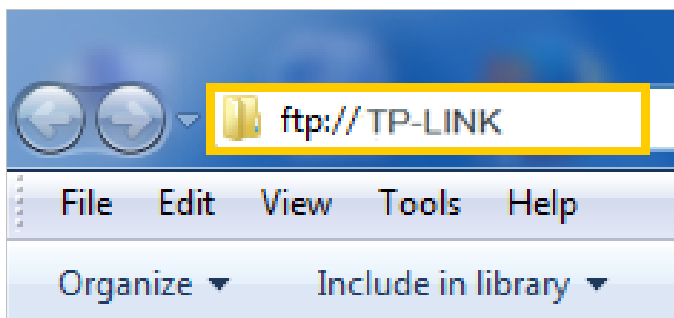 ftp:// TP-LINK
File Edit View Tools Help
Organize Include in library